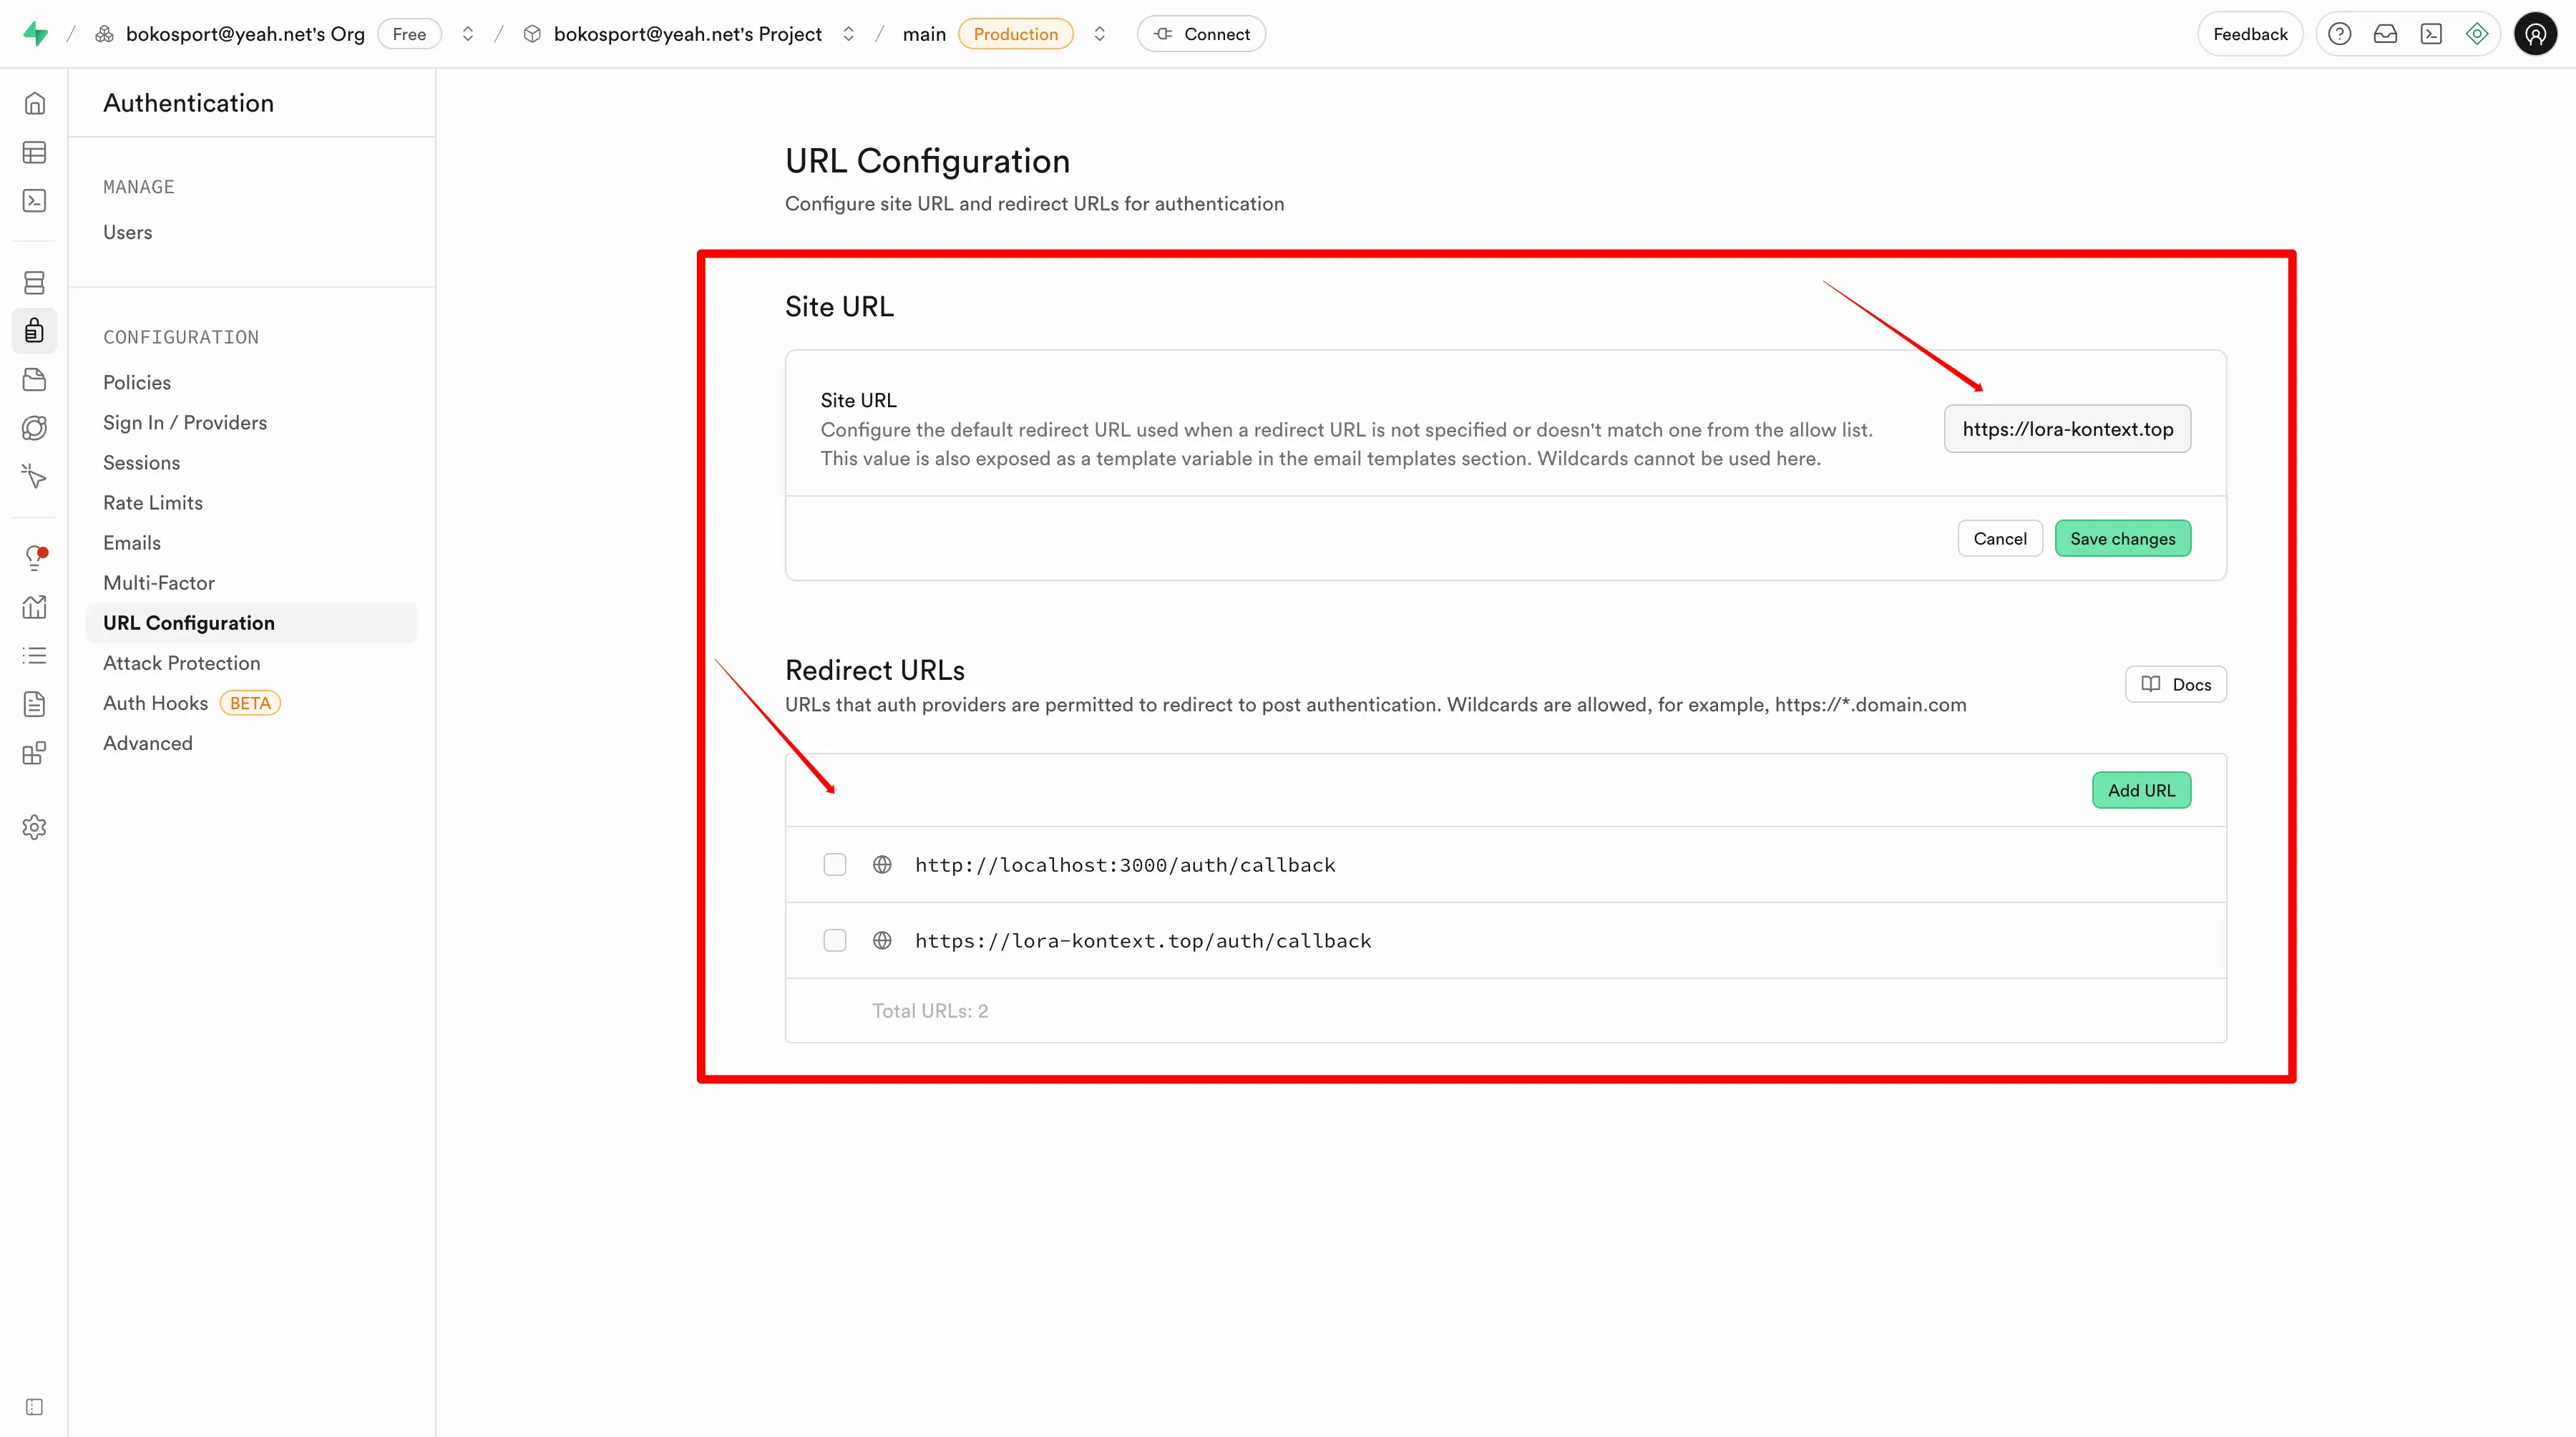 / bokosport@yeah.net's Org Free / bokosport@yeah.net's Project / main Production Connect Feedback
Authentication
MANAGE
Users
CONFIGURATION
Policies
Sign In / Providers
Sessions
Rate Limits
Emails
Multi-Factor
URL Configuration
Attack Protection
Auth Hooks BETA
Advanced
URL Configuration
Configure site URL and redirect URLs for authentication
Site URL
Site URL
Configure the default redirect URL used when a redirect URL is not specified or doesn't match one from the allow list.
This value is also exposed as a template variable in the email templates section. Wildcards cannot be used here.
https://lora-kontext.top
Cancel Save changes
Redirect URLs
URLs that auth providers are permitted to redirect to post authentication. Wildcards are allowed, for example, https://*.domain.com
Docs
Add URL
http://localhost:3000/auth/callback
https://lora-kontext.top/auth/callback
Total URLs: 2